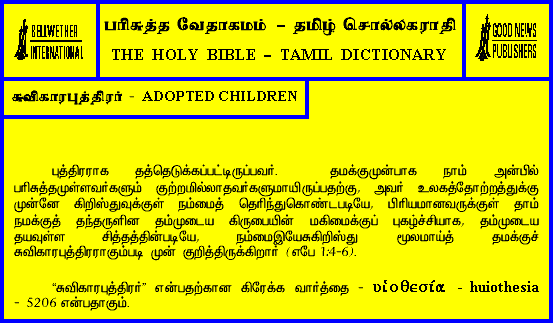 BELLWETHER
INTERNATIONAL
பரிசுத்த வேதாகமம் – தமிழ் சொல்லகராதி
THE HOLY BIBLE – TAMIL DICTIONARY
GOOD NEWS
PUBLISHERS
சுவிகாரபுத்திரர் - ADOPTED CHILDREN
புத்திரராக தத்தெடுக்கப்பட்டிருப்பவர். தமக்குமுன்பாக நாம் அன்பில்
பரிசுத்தமுள்ளவர்களும் குற்றமில்லாதவர்களுமாயிருப்பதற்கு, அவர் உலகத்தோற்றத்துக்கு
முன்னே கிறிஸ்துவுக்குள் நம்மைத் தெரிந்துகொண்டபடியே, பிரியமானவருக்குள் தாம்
நமக்குத் தந்தருளின தம்முடைய கிருபையின் மகிமைக்குப் புகழ்ச்சியாக, தம்முடைய
தயவுள்ள சித்தத்தின்படியே, நம்மைஇயேசுகிறிஸ்து மூலமாய்த் தமக்குச்
சுவிகாரபுத்திரராகும்படி முன் குறித்திருக்கிறார் (எபே 1:4-6).
“சுவிகாரபுத்திரர்” என்பதற்கான கிரேக்க வார்த்தை - υἱοθεσία - huiothesia
- 5206 என்பதாகும்.